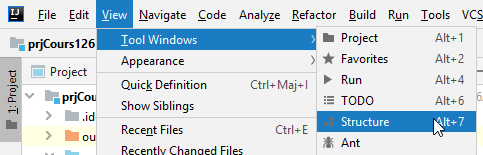 IJ File Edit View Navigate Code Analyze Refactor Build Run Tools VCS
prjCours126
Tool Windows
Project Alt+1
Appearance
Favorites Alt+2
1: Project
Project
Quick Definition Ctrl+Maj+I
Run Alt+4
prjCou
Show Siblings
TODO Alt+6
.id
Recent Files Ctrl+E
Structure Alt+7
ou
Recently Changed Files
Ant